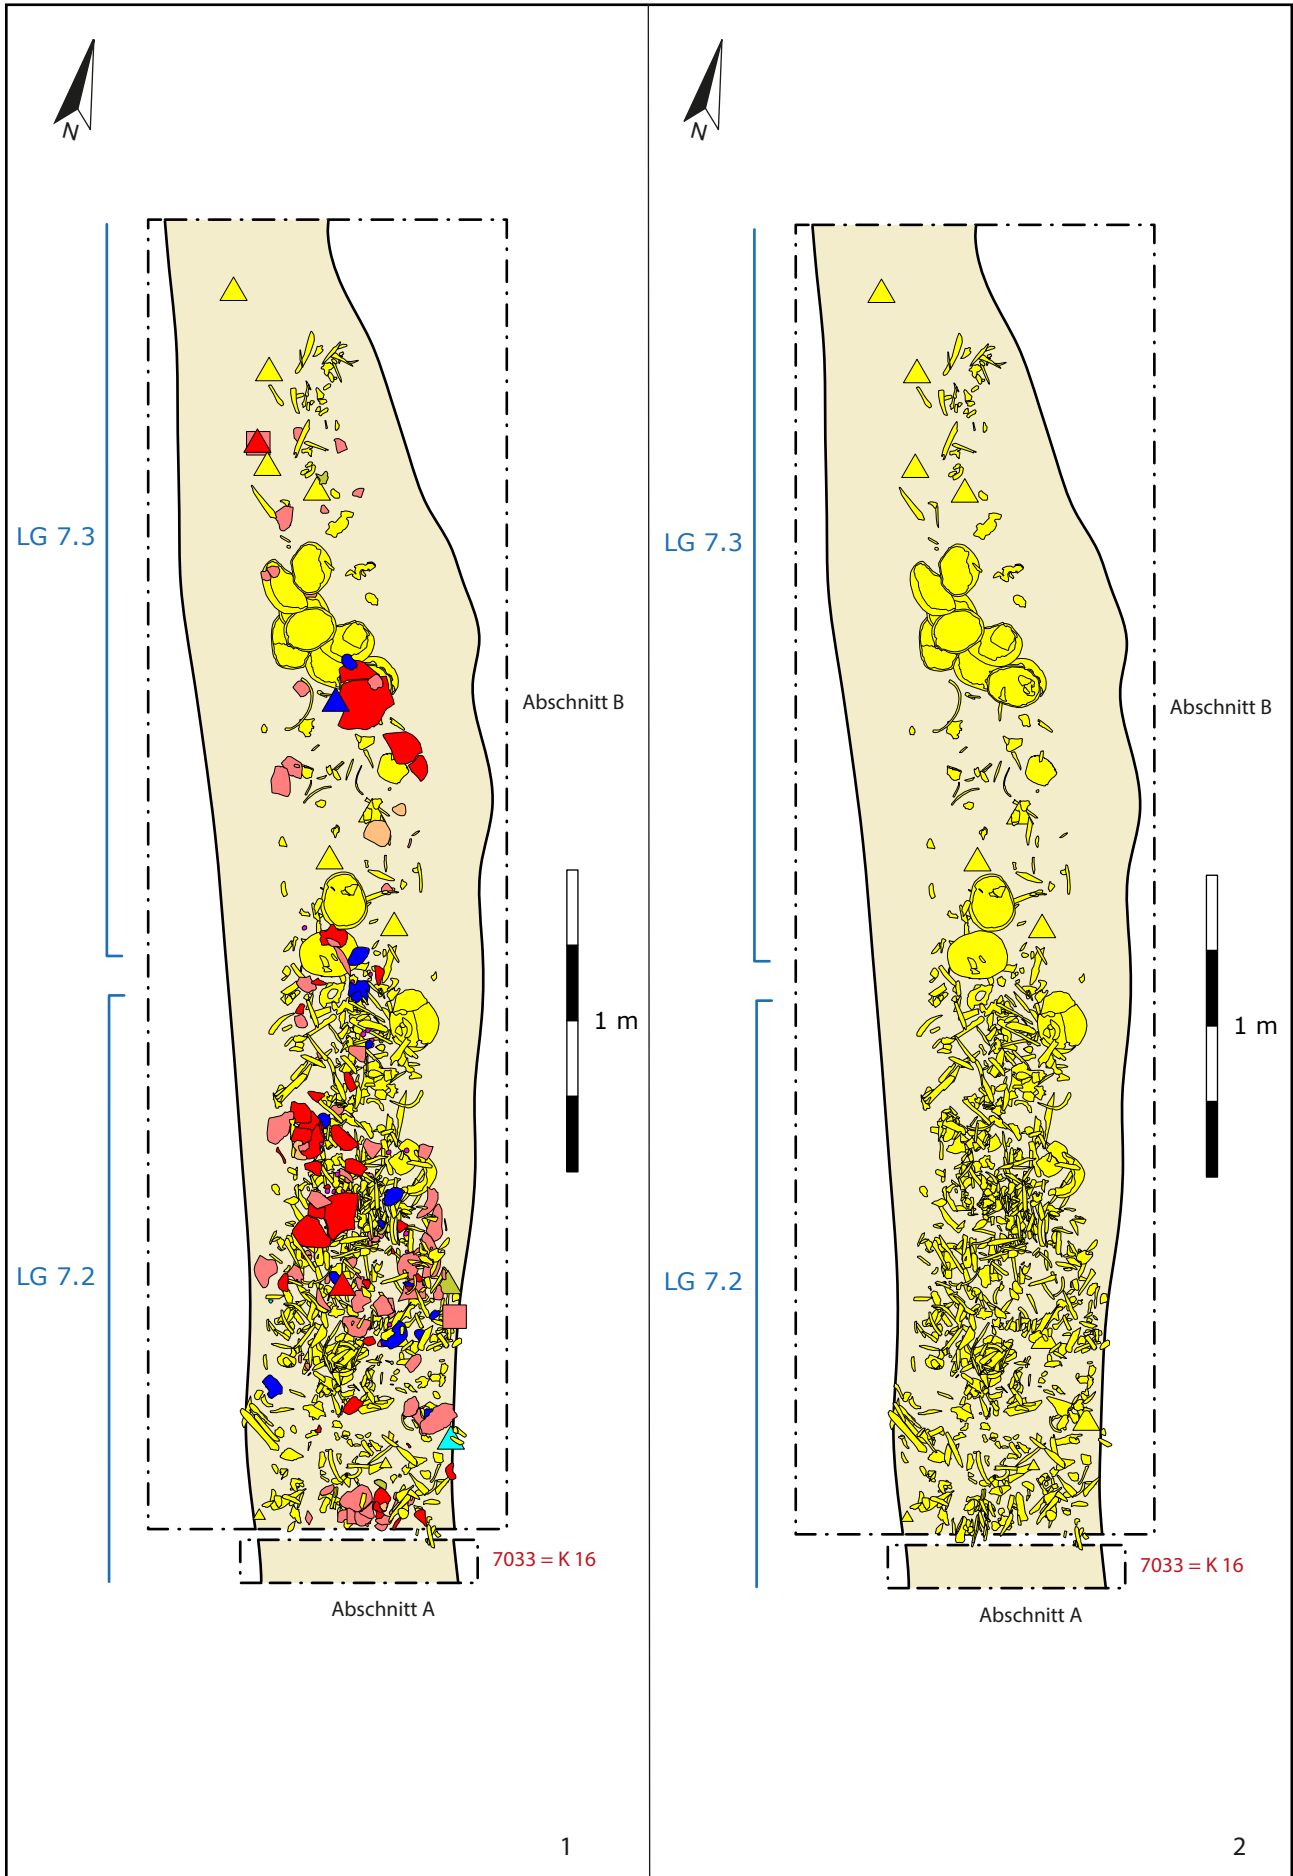 N
LG 7.3
Abschnitt B
1 m
LG 7.2
7033 = K 16
Abschnitt A
1
N
LG 7.3
Abschnitt B
1 m
LG 7.2
7033 = K 16
Abschnitt A
2